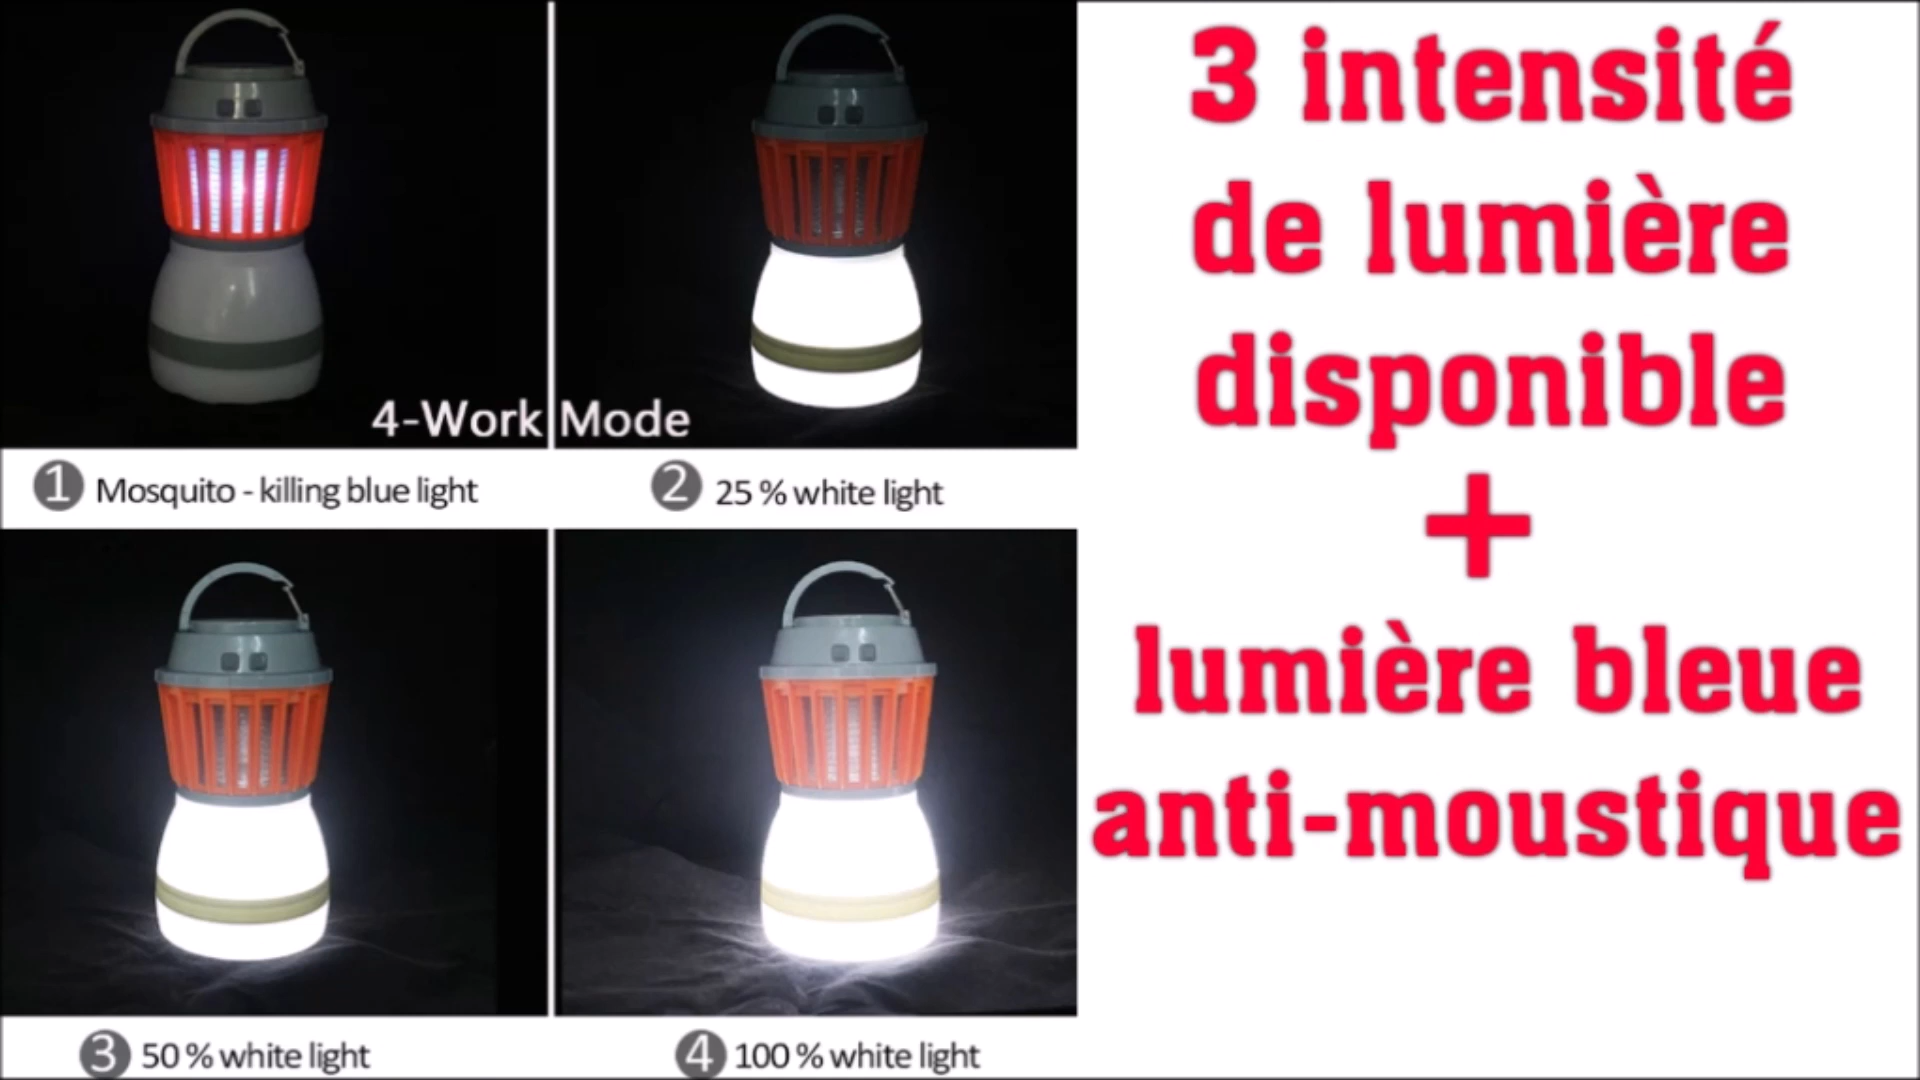 4-Work Mode
1 Mosquito - killing blue light
2 25 % white light
3 50 % white light
4 100 % white light
3 intensité
de lumière
disponible
+
lumière bleue
anti-moustique